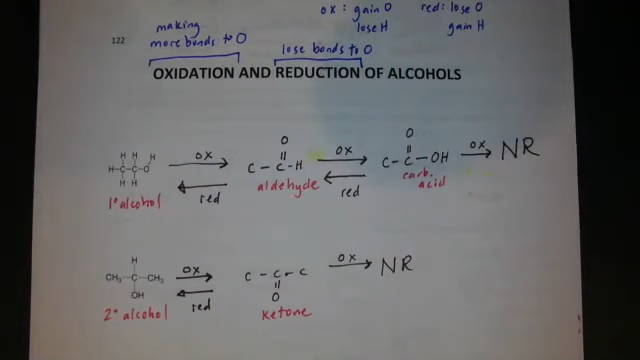 ox: gain O red: lose O
making lose H gain H
122 more bonds to O lose bonds to O
OXIDATION AND REDUCTION OF ALCOHOLS
H H H O O
H-C-C-O OX C-C-H OX C-C-OH OX NR
H H red aldehyde red carb. acid
1° alcohol
H
CH₃-C-CH₃ OX C-C-C OX NR
OH red O
2° alcohol ketone